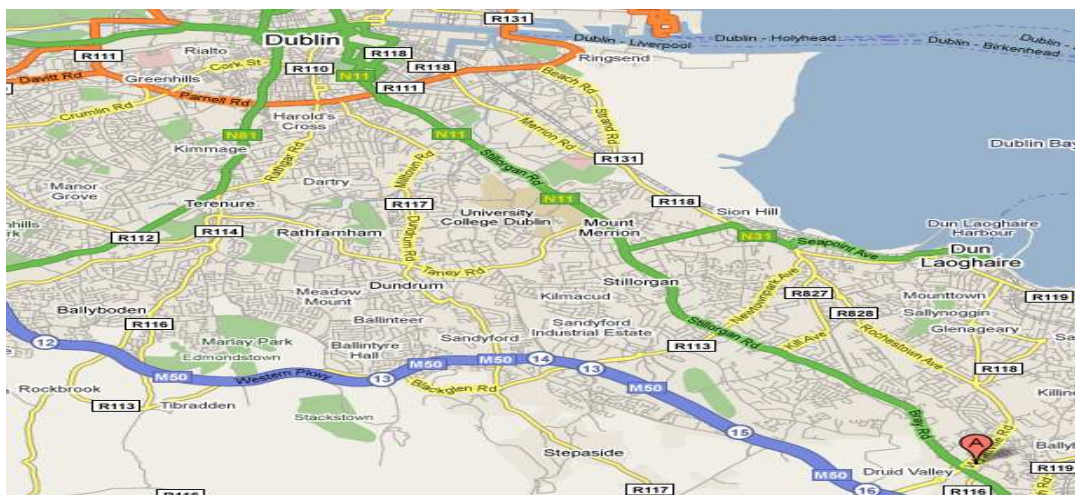 R131
Dublin
Dublin - Liverpool
Dublin - Holyhead
Dublin - Birkenhead
R111
Rialto
R118
Ringsend
Cork St
R110
N11
R118
Davitt Rd
Greenhills
R111
Beach Rd
Parnell Rd
Crumlin Rd
Harold's
Cross
Strand Rd
Merrion Rd
N81
N11
Kimmage
Dublin Bay
R131
Rathgar Rd
Milltown Rd
Stillorgan Rd
Dartry
Manor
Grove
R117
N11
R118
Terenure
University
College Dublin
Sion Hill
Mount
Merrion
Dun Laoghaire
Harbour
R112
R114
Rathfarnham
Dundrum Rd
N31
Seapoint Ave
Dun
Laoghaire
Taney Rd
Dundrum
Stillorgan
Newtownpark Ave
R827
R119
Meadow
Mount
Kilmacud
Mounttown
Ballyboden
R828
Sallynoggin
R116
Ballinteer
Sandyford
Industrial Estate
Stillorgan Rd
Glenageary
Marlay Park
Sandyford
Kill Ave
12
Edmondstown
Ballintyre
Hall
R113
Rochestown Ave
M50
14
13
R118
M50
Western Pkwy
13
M50
Rockbrook
Blackglen Rd
M50
R113
Tibradden
Stackstown
Bray Rd
15
A
Stepaside
Druid Valley
R119
M50
R117
16
R116
R116